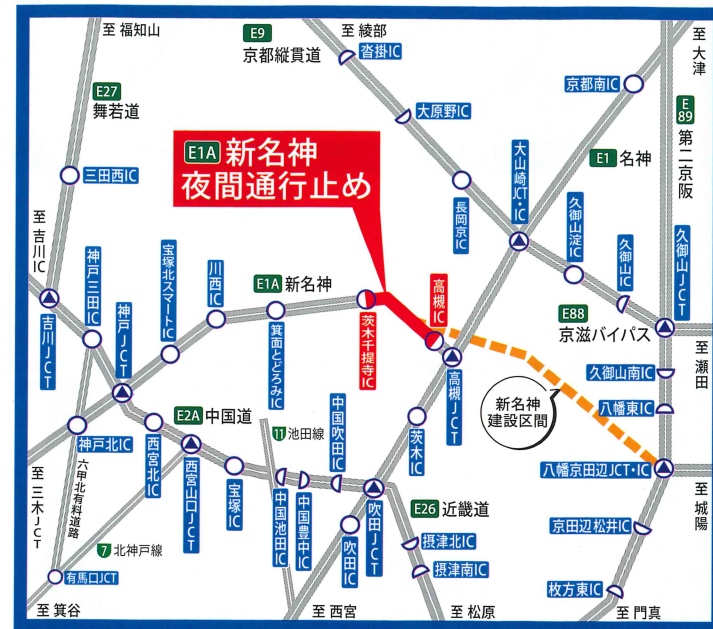 至 福知山
E9
京都縦貫道
至 綾部
沓掛IC
至 大津
E27
舞若道
大原野IC
京都南IC
E89
第二京阪
E1A 新名神
夜間通行止め
E1 名神
大山崎JCT・IC
三田西IC
長岡京IC
久御山淀IC
久御山IC
久御山JCT
至 吉川IC
神戸三田IC
宝塚北スマートIC
川西IC
E1A 新名神
高槻IC
E88
京滋バイパス
吉川JCT
神戸JCT
箕面とどろみIC
茨木千提寺IC
高槻JCT
至 瀬田
久御山南IC
新名神
建設区間
八幡東IC
E2A 中国道
11 池田線
中国吹田IC
茨木IC
神戸北IC
西宮北IC
西宮山口JCT
宝塚IC
中国池田IC
中国豊中IC
吹田IC
吹田JCT
八幡京田辺JCT・IC
至 三木JCT
六甲北有料道路
E26 近畿道
至 城陽
京田辺松井IC
7 北神戸線
摂津北IC
摂津南IC
有馬口JCT
枚方東IC
至 箕谷
至 西宮
至 松原
至 門真